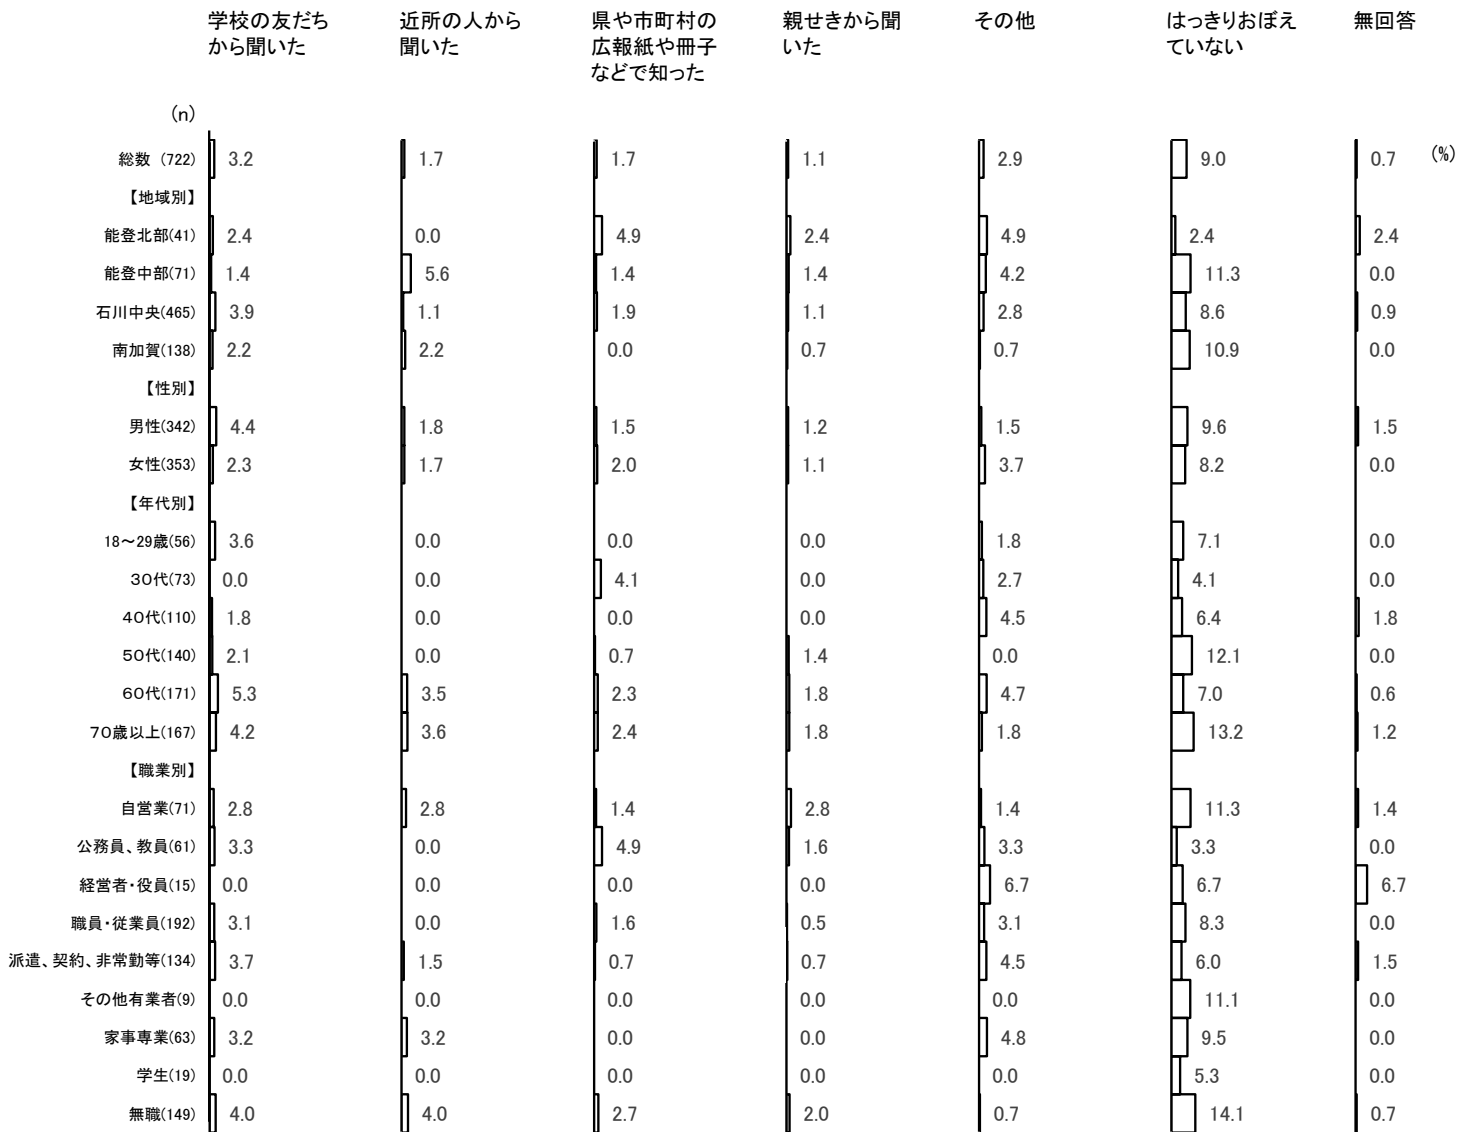 学校の友だち 近所の人から 県や市町村の 親せきから聞 その他 はっきりおぼえ 無回答
から聞いた 聞いた 広報紙や冊子 いた ていない
などで知った
(n)
総数 (722) 3.2 1.7 1.7 1.1 2.9 9.0 0.7 (%)
【地域別】
能登北部(41) 2.4 0.0 4.9 2.4 4.9 2.4 2.4
能登中部(71) 1.4 5.6 1.4 1.4 4.2 11.3 0.0
石川中央(465) 3.9 1.1 1.9 1.1 2.8 8.6 0.9
南加賀(138) 2.2 2.2 0.0 0.7 0.7 10.9 0.0
【性別】
男性(342) 4.4 1.8 1.5 1.2 1.5 9.6 1.5
女性(353) 2.3 1.7 2.0 1.1 3.7 8.2 0.0
【年代別】
18～29歳(56) 3.6 0.0 0.0 0.0 1.8 7.1 0.0
30代(73) 0.0 0.0 4.1 0.0 2.7 4.1 0.0
40代(110) 1.8 0.0 0.0 0.0 4.5 6.4 1.8
50代(140) 2.1 0.0 0.7 1.4 0.0 12.1 0.0
60代(171) 5.3 3.5 2.3 1.8 4.7 7.0 0.6
70歳以上(167) 4.2 3.6 2.4 1.8 1.8 13.2 1.2
【職業別】
自営業(71) 2.8 2.8 1.4 2.8 1.4 11.3 1.4
公務員、教員(61) 3.3 0.0 4.9 1.6 3.3 3.3 0.0
経営者・役員(15) 0.0 0.0 0.0 0.0 6.7 6.7 6.7
職員・従業員(192) 3.1 0.0 1.6 0.5 3.1 8.3 0.0
派遣、契約、非常勤等(134) 3.7 1.5 0.7 0.7 4.5 6.0 1.5
その他有業者(9) 0.0 0.0 0.0 0.0 0.0 11.1 0.0
家事専業(63) 3.2 3.2 0.0 0.0 4.8 9.5 0.0
学生(19) 0.0 0.0 0.0 0.0 0.0 5.3 0.0
無職(149) 4.0 4.0 2.7 2.0 0.7 14.1 0.7